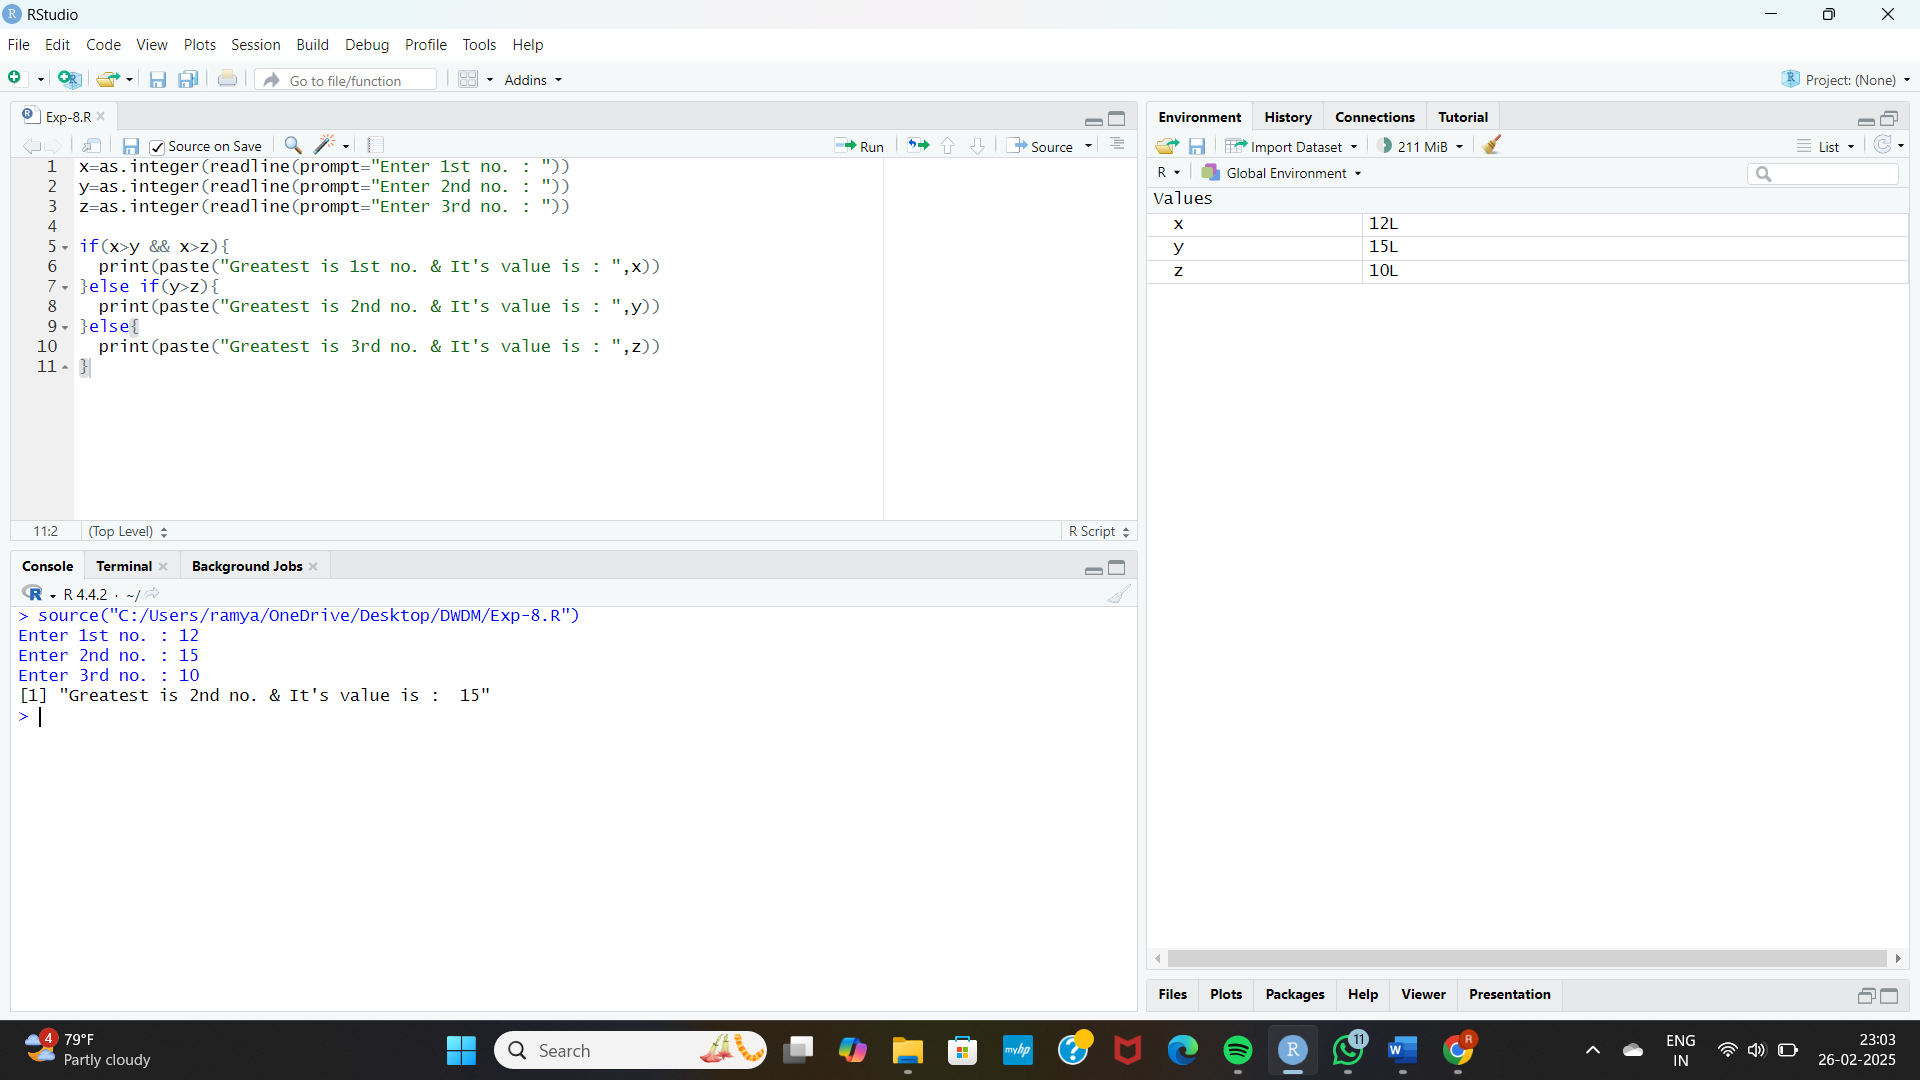 RStudio
File Edit Code View Plots Session Build Debug Profile Tools Help
Go to file/function Addins Project: (None)
Exp-8.R
Source on Save Run Source
1 x=as.integer(readline(prompt="Enter 1st no. : "))
2 y=as.integer(readline(prompt="Enter 2nd no. : "))
3 z=as.integer(readline(prompt="Enter 3rd no. : "))
4
5 if(x>y && x>z){
6   print(paste("Greatest is 1st no. & It's value is : ",x))
7 }else if(y>z){
8   print(paste("Greatest is 2nd no. & It's value is : ",y))
9 }else{
10   print(paste("Greatest is 3rd no. & It's value is : ",z))
11 }
11:2 (Top Level) R Script
Console Terminal Background Jobs
R R 4.4.2 · ~/
> source("C:/Users/ramya/OneDrive/Desktop/DWDM/Exp-8.R")
Enter 1st no. : 12
Enter 2nd no. : 15
Enter 3rd no. : 10
[1] "Greatest is 2nd no. & It's value is :  15"
>
Environment History Connections Tutorial
Import Dataset 211 MiB List
R Global Environment
Values
x 12L
y 15L
z 10L
Files Plots Packages Help Viewer Presentation
4 79°F
Partly cloudy
Search
myhp
R
11
W
R
ENG
IN
23:03
26-02-2025